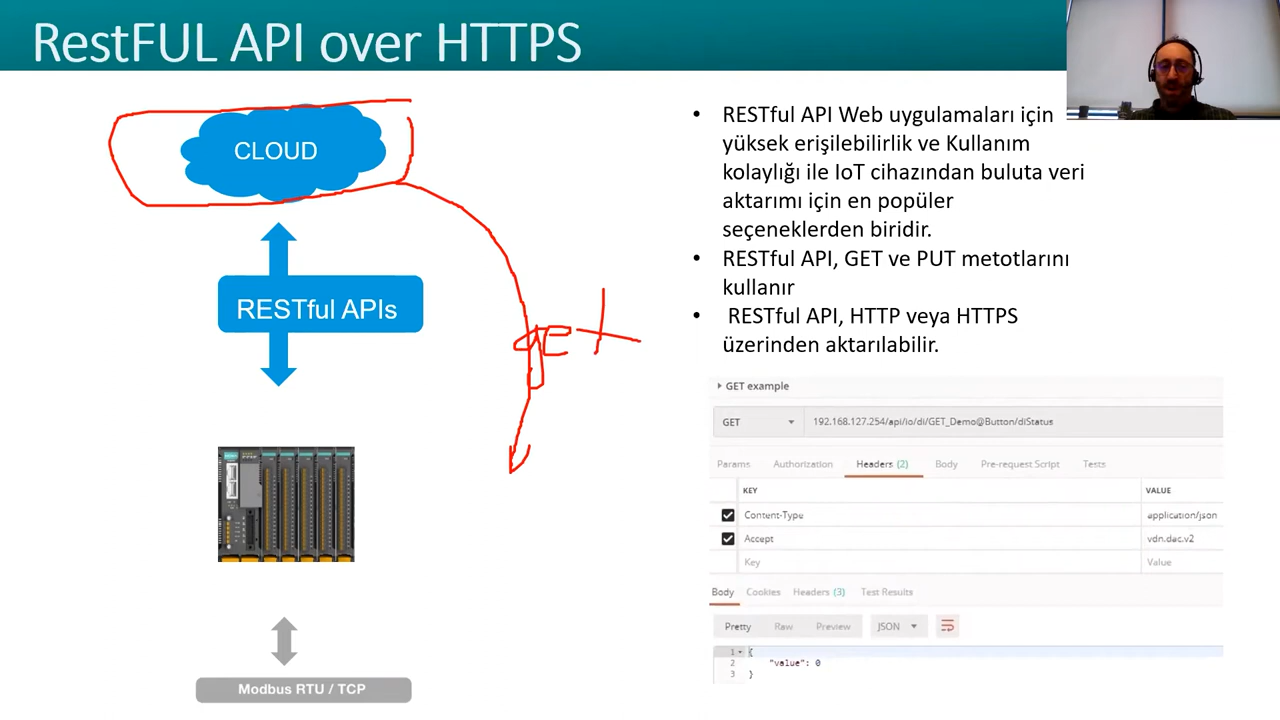 RestFUL API over HTTPS
CLOUD
RESTful APIs
get
Modbus RTU / TCP
• RESTful API Web uygulamaları için
yüksek erişilebilirlik ve Kullanım
kolaylığı ile IoT cihazından buluta veri
aktarımı için en popüler
seçeneklerden biridir.
• RESTful API, GET ve PUT metotlarını
kullanır
• RESTful API, HTTP veya HTTPS
üzerinden aktarılabilir.
GET example
GET 192.168.127.254/api/io/di/GET_Demo@Button/diStatus
Params Authorization Headers (2) Body Pre-request Script Tests
KEY VALUE
Content-Type application/json
Accept vdn.dac.v2
Key Value
Body Cookies Headers (3) Test Results
Pretty Raw Preview JSON
1 {
2 "value": 0
3 }